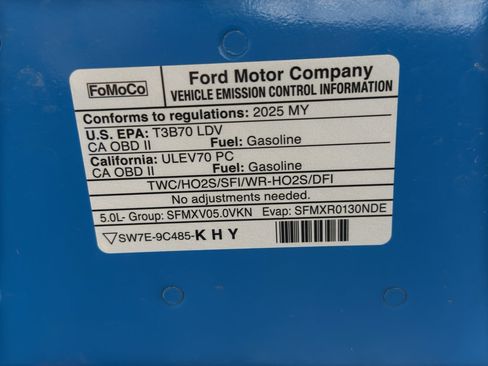 FoMoCo
Ford Motor Company
VEHICLE EMISSION CONTROL INFORMATION
Conforms to regulations: 2025 MY
U.S. EPA: T3B70 LDV
CA OBD II Fuel: Gasoline
California: ULEV70 PC
CA OBD II Fuel: Gasoline
TWC/HO2S/SFI/WR-HO2S/DFI
No adjustments needed.
5.0L- Group: SFMXV05.0VKN Evap: SFMXR0130NDE
SW7E-9C485-KHY